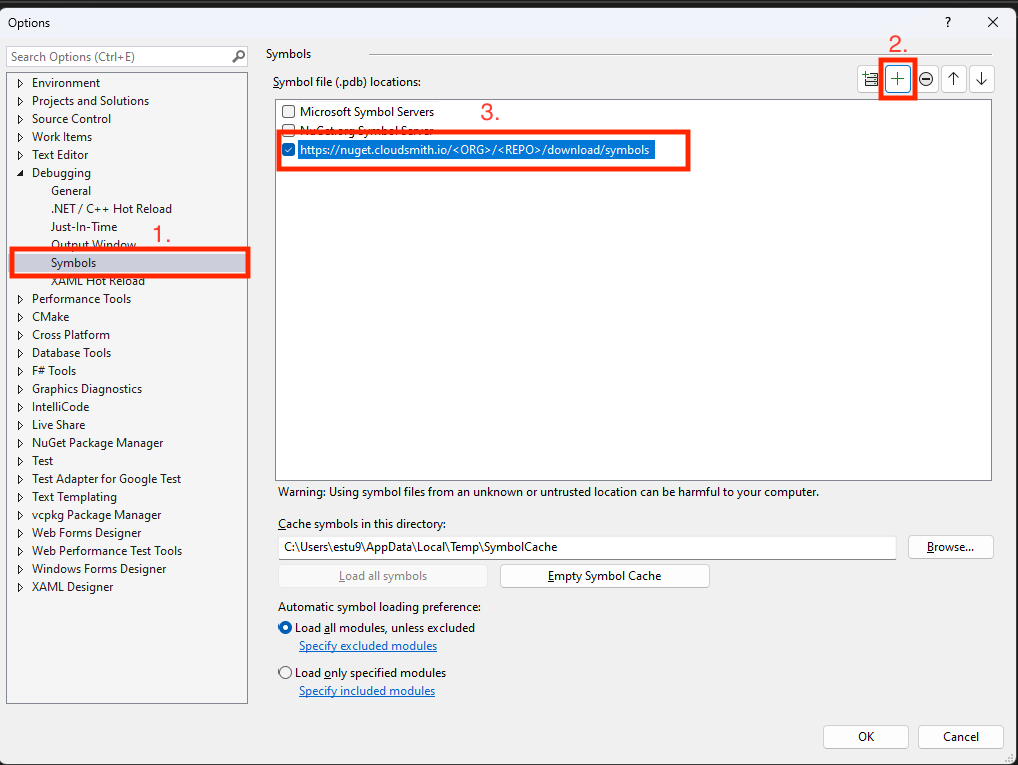 Options
?
Search Options (Ctrl+E)
Environment
Projects and Solutions
Source Control
Work Items
Text Editor
Debugging
General
.NET / C++ Hot Reload
Just-In-Time
1.
Output Window
Symbols
XAML Hot Reload
Performance Tools
CMake
Cross Platform
Database Tools
F# Tools
Graphics Diagnostics
IntelliCode
Live Share
NuGet Package Manager
Test
Test Adapter for Google Test
Text Templating
vcpkg Package Manager
Web Forms Designer
Web Performance Test Tools
Windows Forms Designer
XAML Designer
Symbols
2.
Symbol file (.pdb) locations:
Microsoft Symbol Servers
3.
NuGet.org Symbol Server
https://nuget.cloudsmith.io/<ORG>/<REPO>/download/symbols
Warning: Using symbol files from an unknown or untrusted location can be harmful to your computer.
Cache symbols in this directory:
C:\Users\estu9\AppData\Local\Temp\SymbolCache
Browse...
Load all symbols
Empty Symbol Cache
Automatic symbol loading preference:
Load all modules, unless excluded
Specify excluded modules
Load only specified modules
Specify included modules
OK
Cancel